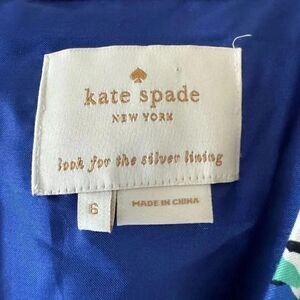 kate spade
NEW YORK
look for the silver lining
6
MADE IN CHINA